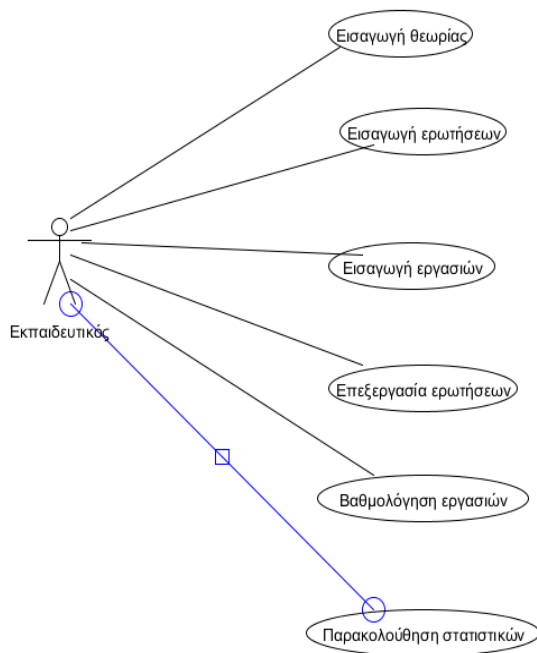 Εισαγωγή θεωρίας
Εισαγωγή ερωτήσεων
Εισαγωγή εργασιών
Εκπαιδευτικός
Επεξεργασία ερωτήσεων
Βαθμολόγηση εργασιών
Παρακολούθηση στατιστικών